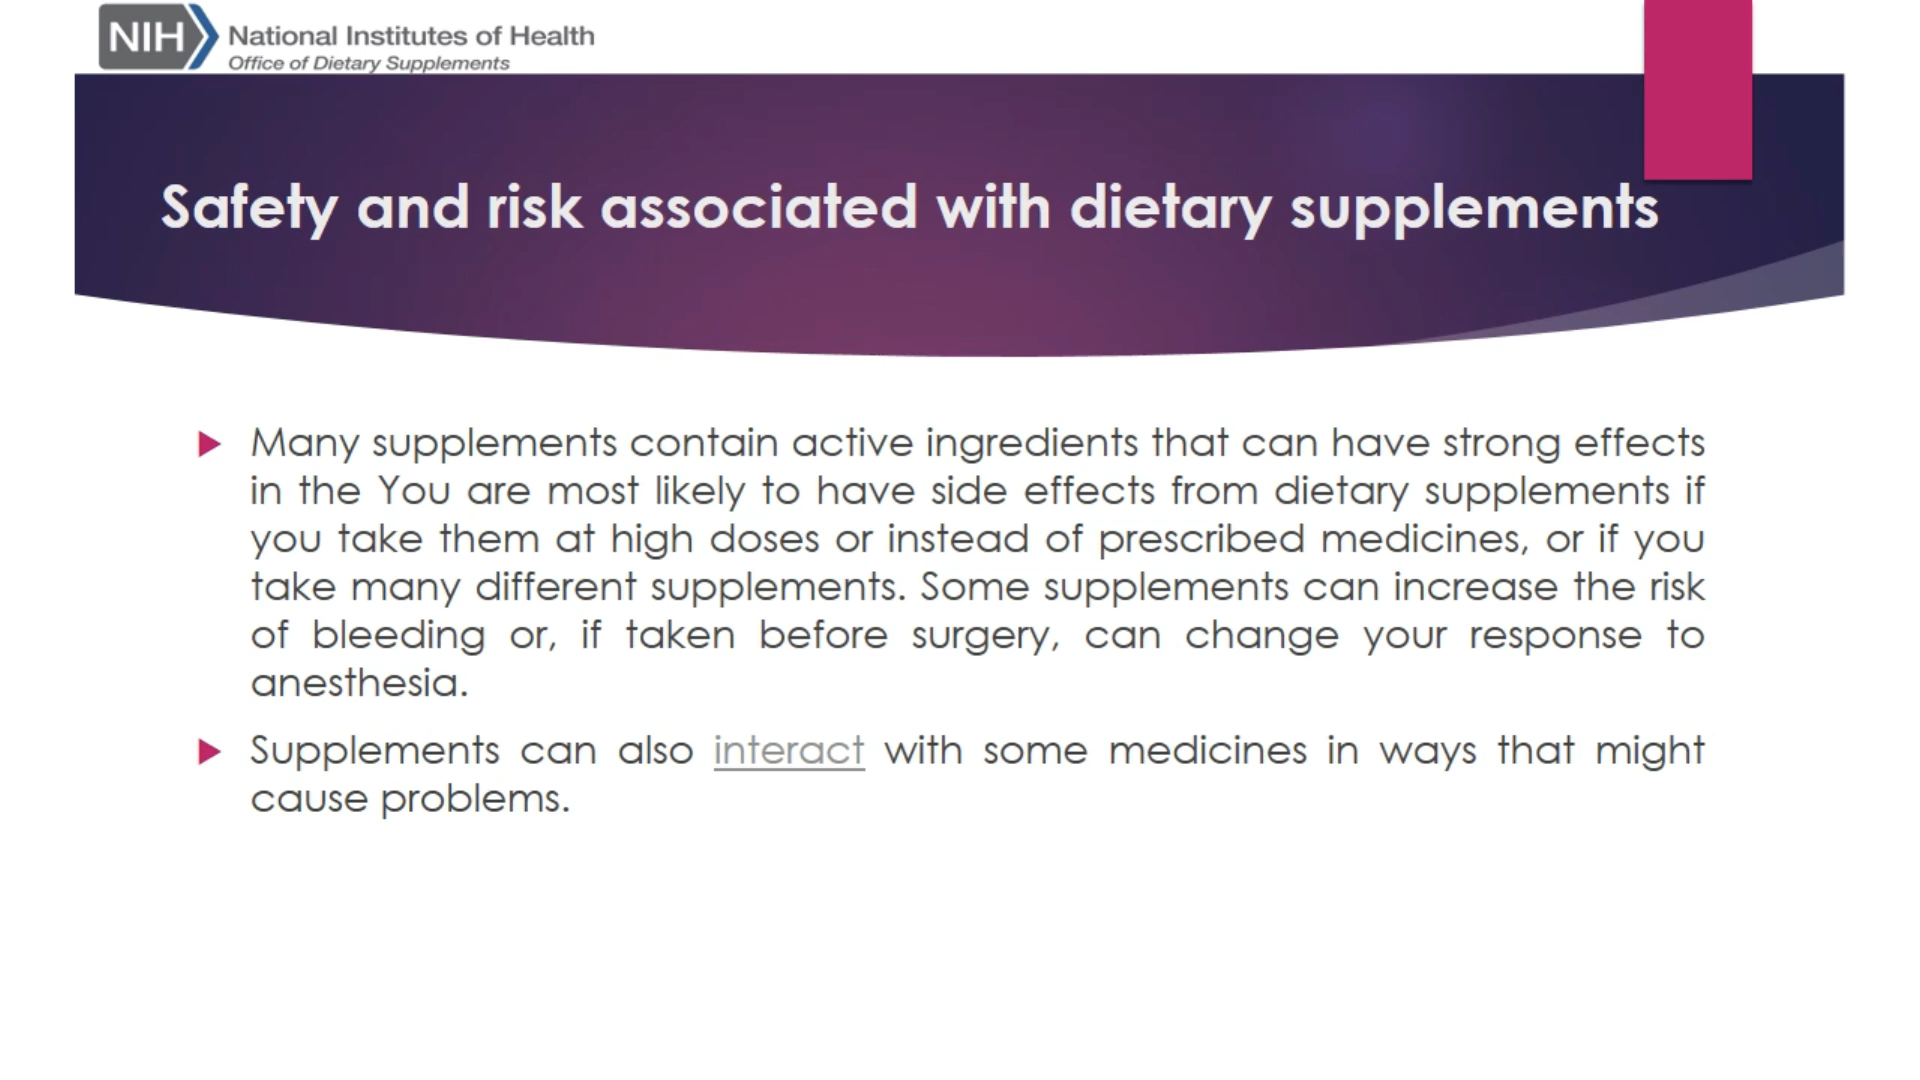 NIH
National Institutes of Health
Office of Dietary Supplements
Safety and risk associated with dietary supplements
Many supplements contain active ingredients that can have strong effects
in the You are most likely to have side effects from dietary supplements if
you take them at high doses or instead of prescribed medicines, or if you
take many different supplements. Some supplements can increase the risk
of bleeding or, if taken before surgery, can change your response to
anesthesia.
Supplements can also interact with some medicines in ways that might
cause problems.